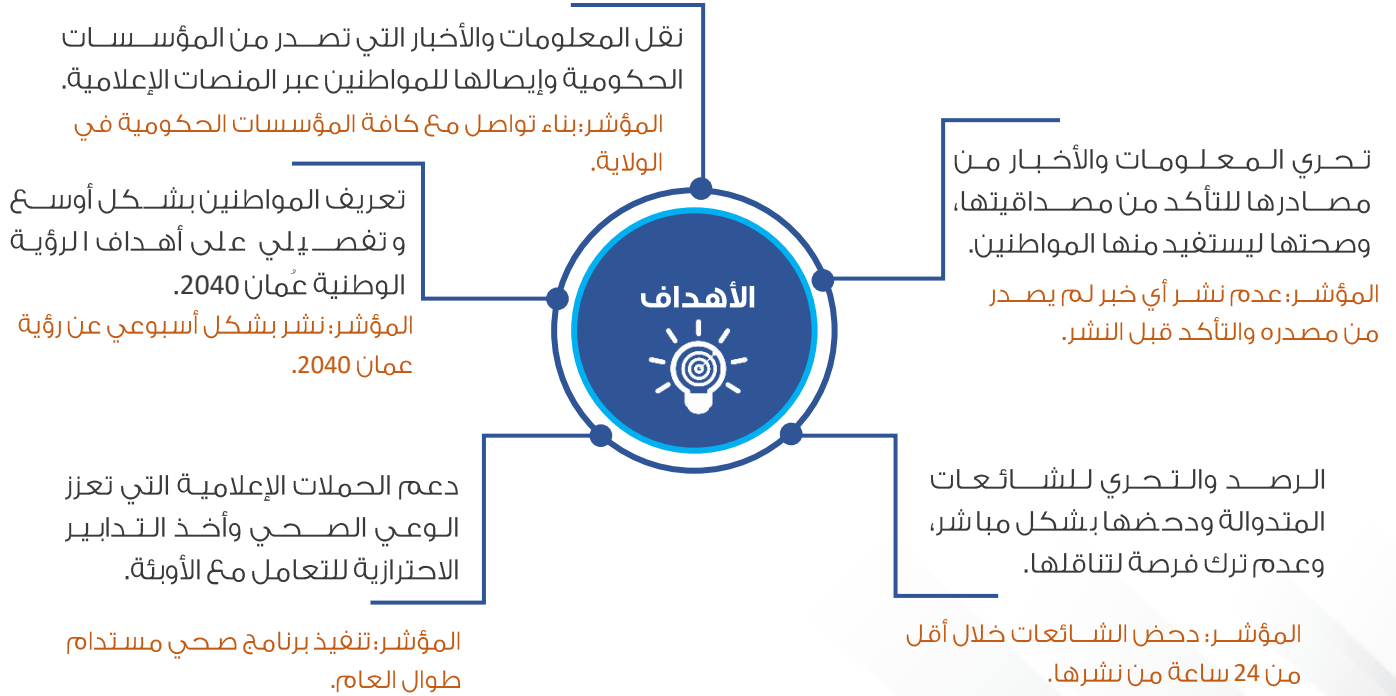 نقل المعلومات والأخبار التي تصدر من المؤسسات
الحكومية وإيصالها للمواطنين عبر المنصات الإعلامية.
المؤشر:بناء تواصل مع كافة المؤسسات الحكومية في
الولاية.
تحري المعلومات والأخبار من
مصادرها للتأكد من مصداقيتها،
وصحتها ليستفيد منها المواطنين.
المؤشر: عدم نشر أي خبر لم يصدر
من مصدره والتأكد قبل النشر.
تعريف المواطنين بشكل أوسع
وتفصيلي على أهداف الرؤية
الوطنية عُمان 2040.
المؤشر: نشر بشكل أسبوعي عن رؤية
عمان 2040.
الأهداف
الرصد والتحري للشائعات
المتدوالة ودحضها بشكل مباشر،
وعدم ترك فرصة لتناقلها.
المؤشر: دحض الشائعات خلال أقل
من 24 ساعة من نشرها.
دعم الحملات الإعلامية التي تعزز
الوعي الصحي وأخذ التدابير
الاحترازية للتعامل مع الأوبئة.
المؤشر:تنفيذ برنامج صحي مستدام
طوال العام.